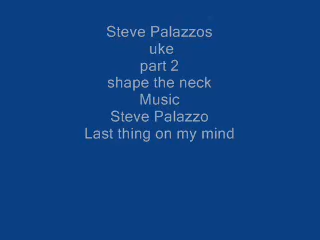 Steve Palazzos
uke
part 2
shape the neck
Music
Steve Palazzo
Last thing on my mind